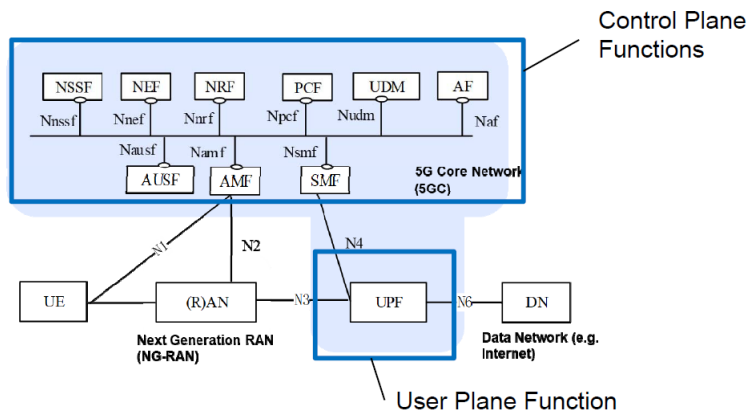 Control Plane
Functions
NSSF NEF NRF PCF UDM AF
Nnssf Nnef Nnrf Npcf Nudm Naf
Nausf Namf Nsmf
AUSF AMF SMF
5G Core Network
(5GC)
N1 N2 N4
UE (R)AN N3 UPF N6 DN
Next Generation RAN
(NG-RAN)
Data Network (e.g.
Internet)
User Plane Function